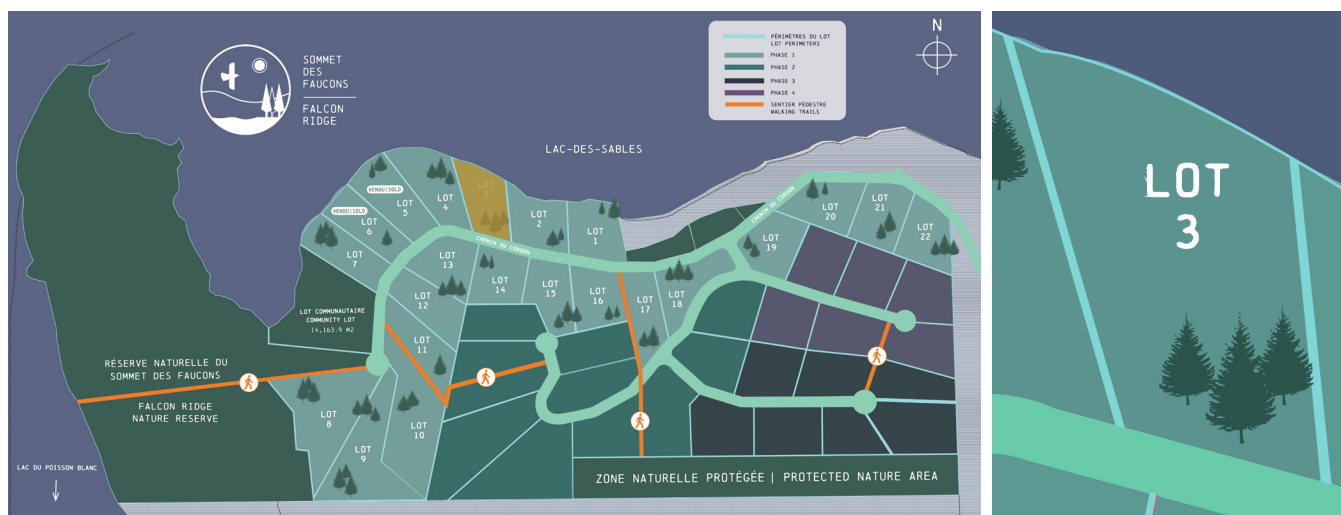 SOMMET
DES
FAUCONS
FALCON
RIDGE
PÉRIMÈTRES DU LOT
LOT PERIMETERS
PHASE 1
PHASE 2
PHASE 3
PHASE 4
SENTIER PÉDESTRE
WALKING TRAILS
N
LAC-DES-SABLES
VENDU|SOLD
VENDU|SOLD
LOT
7
LOT
6
LOT
5
LOT
4
LOT
3
LOT
2
LOT
1
CHEMIN DU CORDON
CHEMIN DU CORDON
LOT
19
LOT
20
LOT
21
LOT
22
LOT
13
LOT
14
LOT
15
LOT
16
LOT
17
LOT
18
LOT
12
LOT
11
LOT
10
LOT
9
LOT
8
LOT COMMUNAUTAIRE
COMMUNITY LOT
14,163.9 M2
RÉSERVE NATURELLE DU
SOMMET DES FAUCONS
FALCON RIDGE
NATURE RESERVE
LAC DU POISSON BLANC
ZONE NATURELLE PROTÉGÉE | PROTECTED NATURE AREA
LOT
3